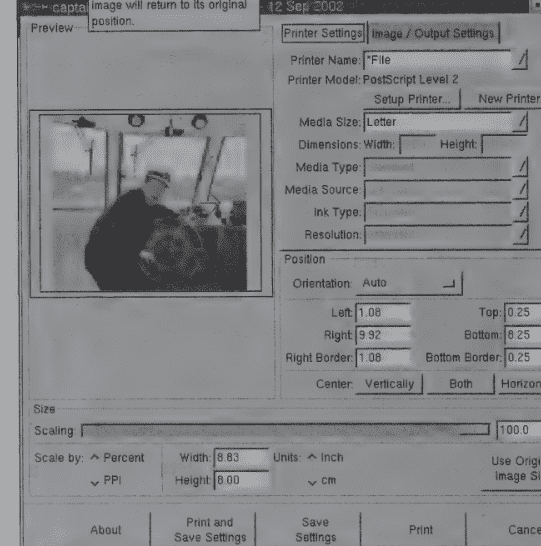 captai
image will return to its original
position.
12 Sep 2002
Preview
Printer Settings
Image / Output Settings
Printer Name:
*File
Printer Model:
PostScript Level 2
Setup Printer...
New Printer
Media Size:
Letter
Dimensions:
Width:
Height:
Media Type:
Media Source:
Ink Type:
Resolution:
Position
Orientation:
Auto
Left:
1.08
Top:
0.25
Right:
9.92
Bottom:
8.25
Right Border:
1.08
Bottom Border:
0.25
Center:
Vertically
Both
Horizon
Size
Scaling:
100.0
Scale by:
Percent
Width:
8.83
Units:
Inch
PPI
Height:
8.00
cm
Use Origi
Image Si
About
Print and
Save Settings
Save
Settings
Print
Cance